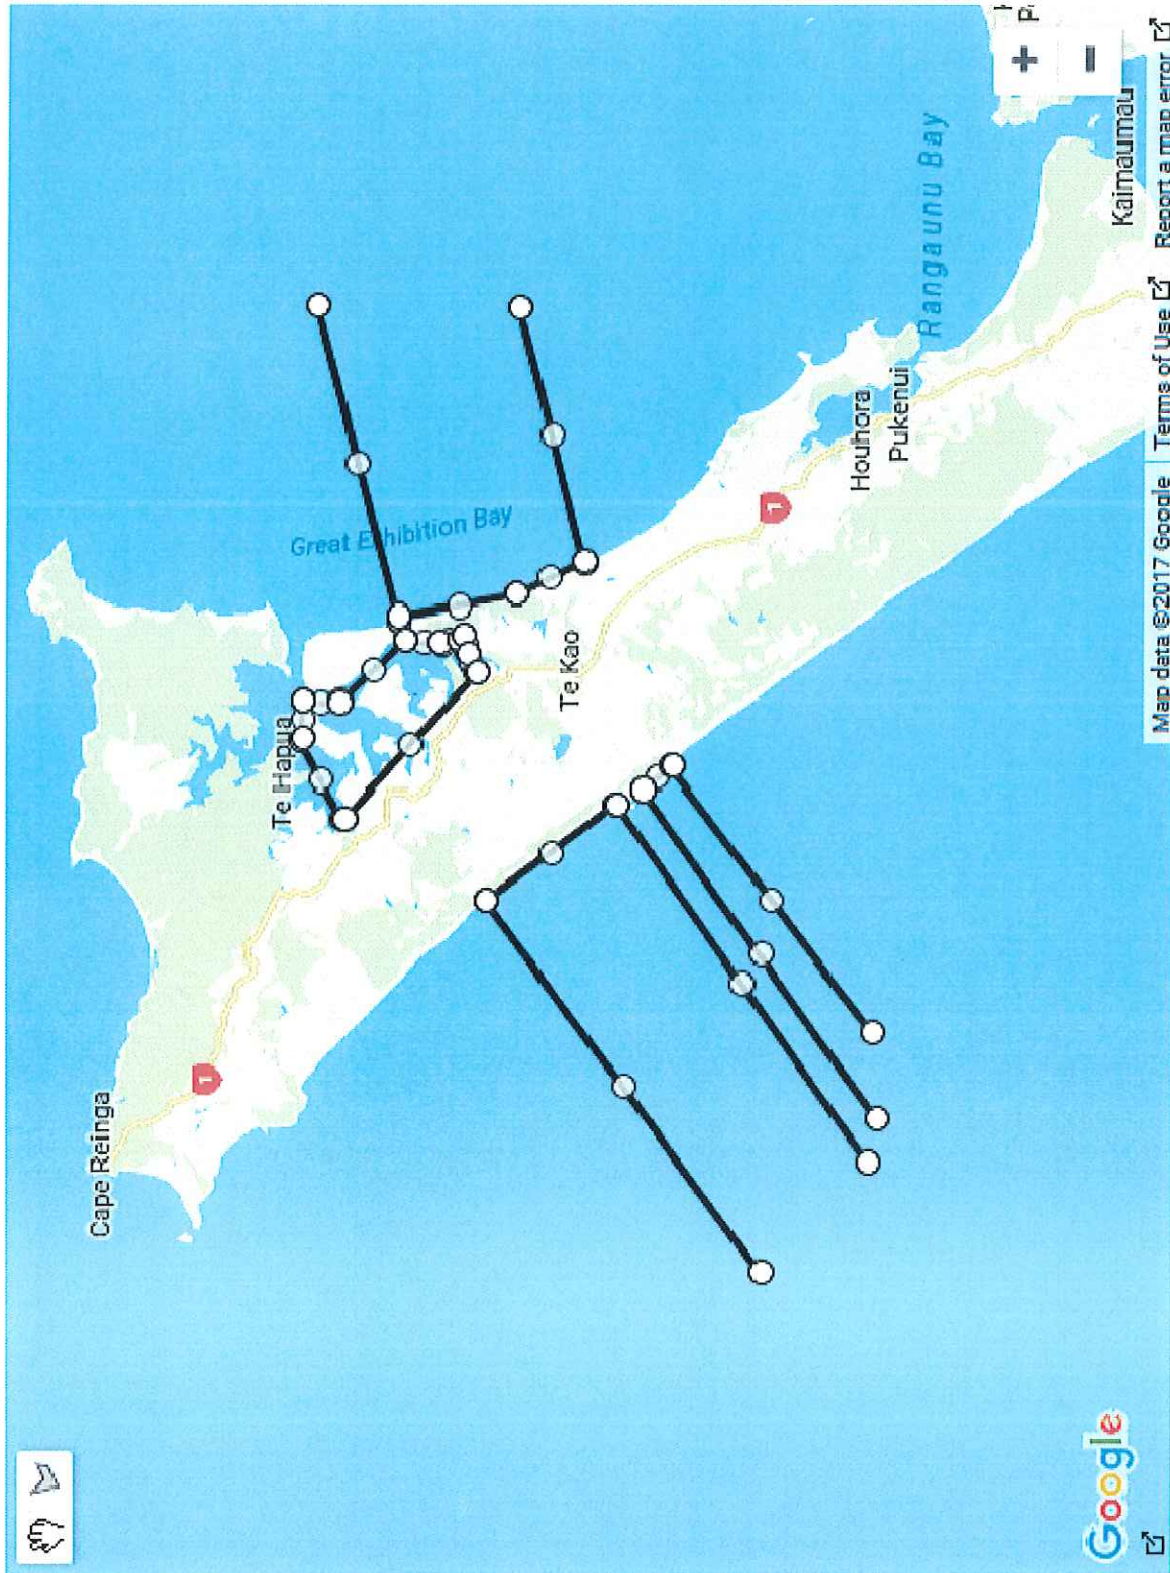 Cape Reinga
1
Te Hapua
Great Exhibition Bay
Te Kao
1
Houhora
Pukenui
Rangaunu Bay
Kaimaumau
+
−
Google
Map data ©2017 Google
Terms of Use
Report a map error